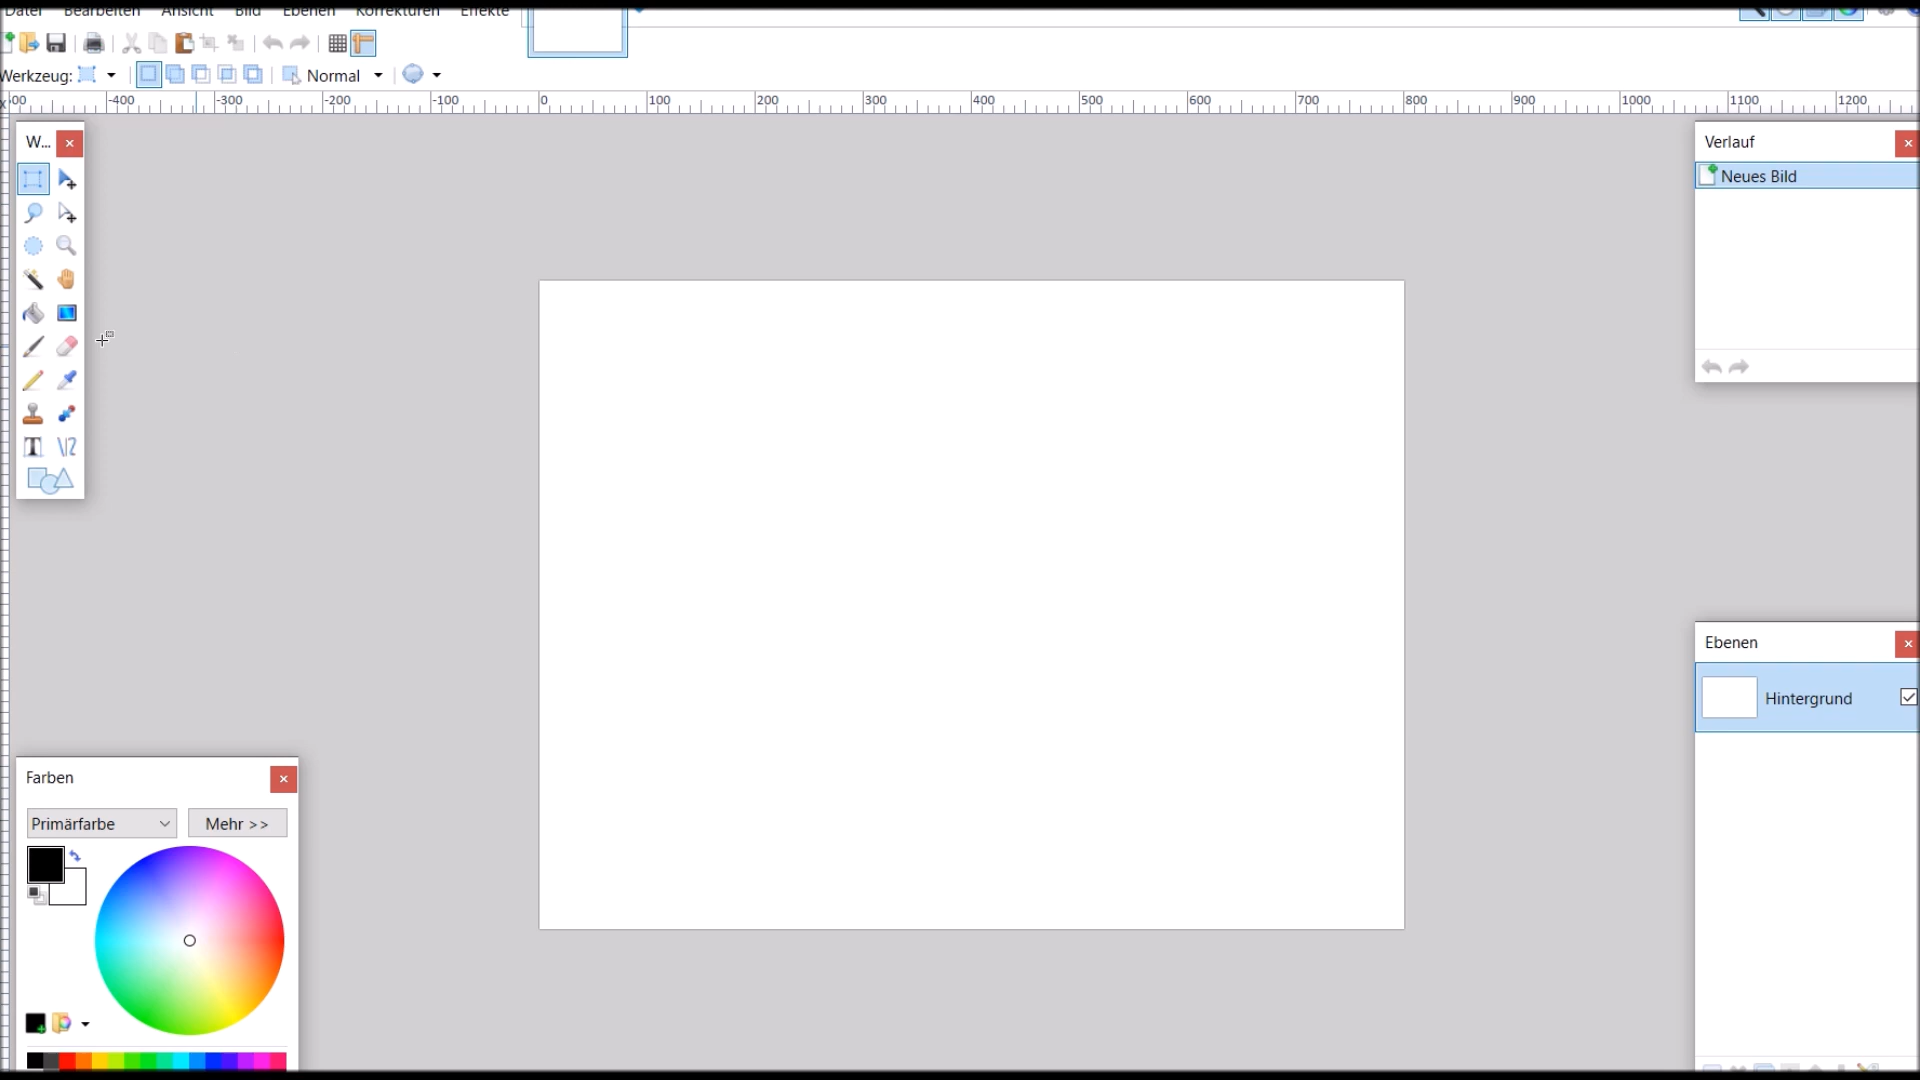 Datei Bearbeiten Ansicht Bild Ebenen Korrekturen Effekte
Werkzeug: Normal
-400 -300 -200 -100 0 100 200 300 400 500 600 700 800 900 1000 1100 1200
W...
Verlauf
Neues Bild
Ebenen
Hintergrund
Farben
Primärfarbe Mehr >>